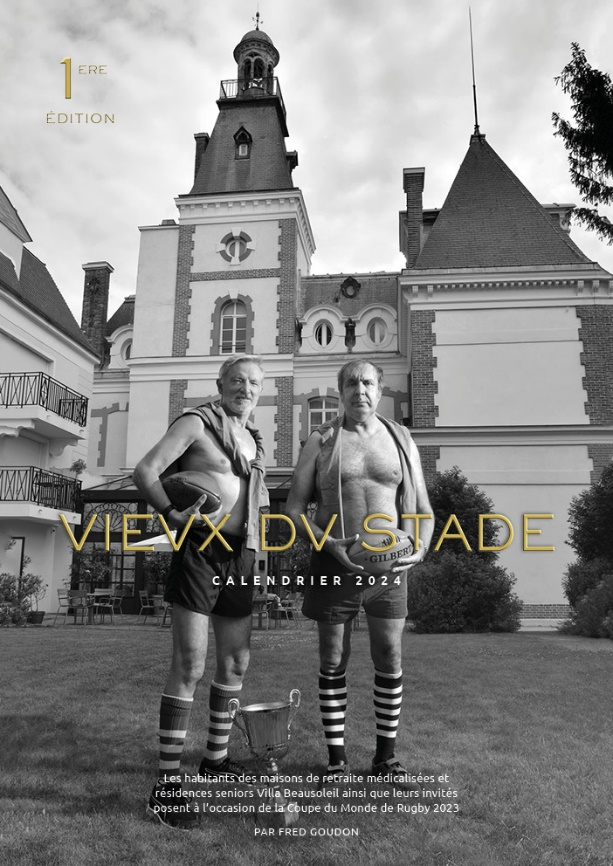 1ERE
ÉDITION
VIEVX DV STADE
CALENDRIER 2024
GILBERT
Les habitants des maisons de retraite médicalisées et
résidences seniors Villa Beausoleil ainsi que leurs invités
posent à l'occasion de la Coupe du Monde de Rugby 2023
PAR FRED GOUDON